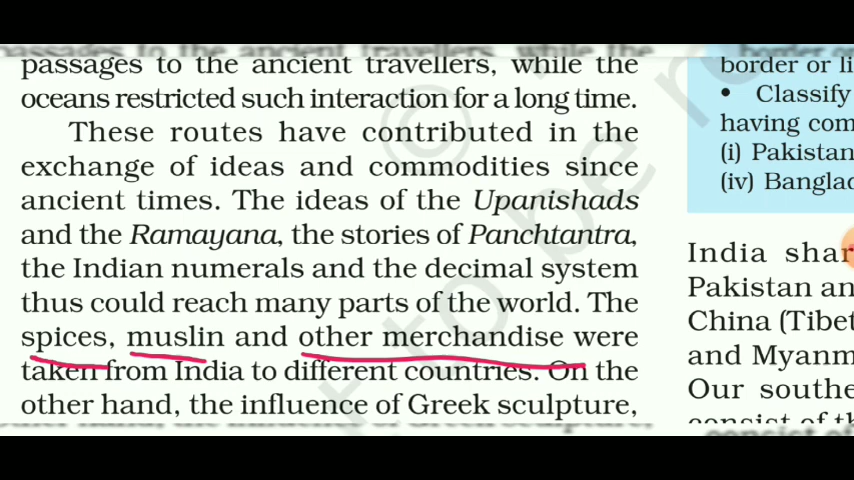 passages to the ancient travellers, while the
oceans restricted such interaction for a long time.
These routes have contributed in the
exchange of ideas and commodities since
ancient times. The ideas of the Upanishads
and the Ramayana, the stories of Panchtantra,
the Indian numerals and the decimal system
thus could reach many parts of the world. The
spices, muslin and other merchandise were
taken from India to different countries. On the
other hand, the influence of Greek sculpture,
border or li
• Classify
having com
(i) Pakistan
(iv) Banglad
India shar
Pakistan an
China (Tibet
and Myanm
Our southe
consist of th